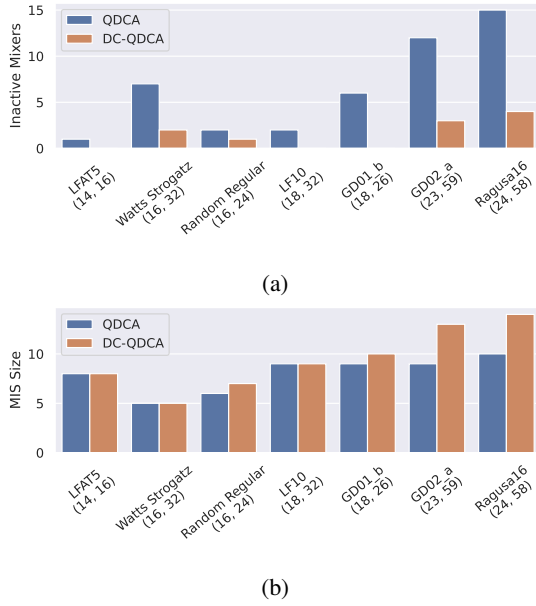 15
10
5
0
Inactive Mixers
QDCA
DC-QDCA
LFAT5
(14, 16)
Watts Strogatz
(16, 32)
Random Regular
(16, 24)
LF10
(18, 32)
GD01_b
(18, 26)
GD02_a
(23, 59)
Ragusa16
(24, 58)
(a)
10
5
0
MIS Size
QDCA
DC-QDCA
LFAT5
(14, 16)
Watts Strogatz
(16, 32)
Random Regular
(16, 24)
LF10
(18, 32)
GD01_b
(18, 26)
GD02_a
(23, 59)
Ragusa16
(24, 58)
(b)